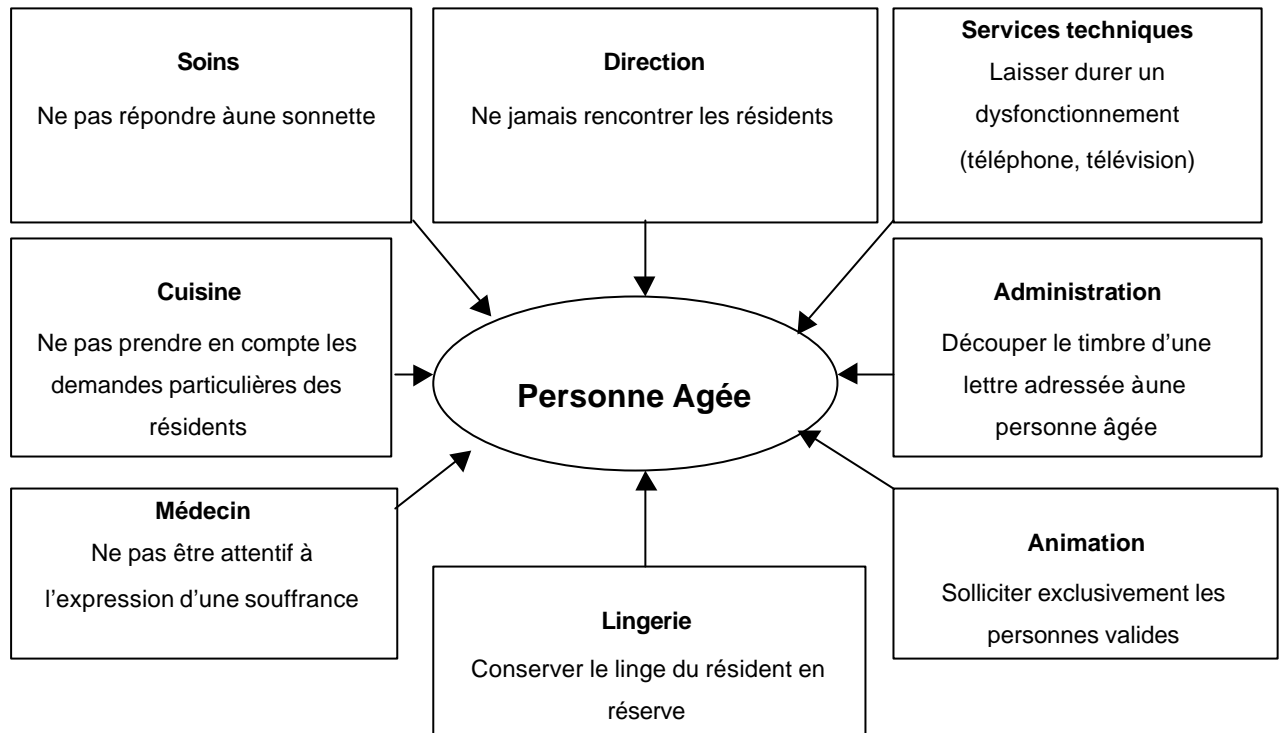 Soins
Ne pas répondre àune sonnette
Direction
Ne jamais rencontrer les résidents
Services techniques
Laisser durer un
dysfonctionnement
(téléphone, télévision)
Cuisine
Ne pas prendre en compte les
demandes particulières des
résidents
Personne Agée
Administration
Découper le timbre d’une
lettre adressée àune
personne âgée
Médecin
Ne pas être attentif à
l’expression d’une souffrance
Lingerie
Conserver le linge du résident en
réserve
Animation
Solliciter exclusivement les
personnes valides